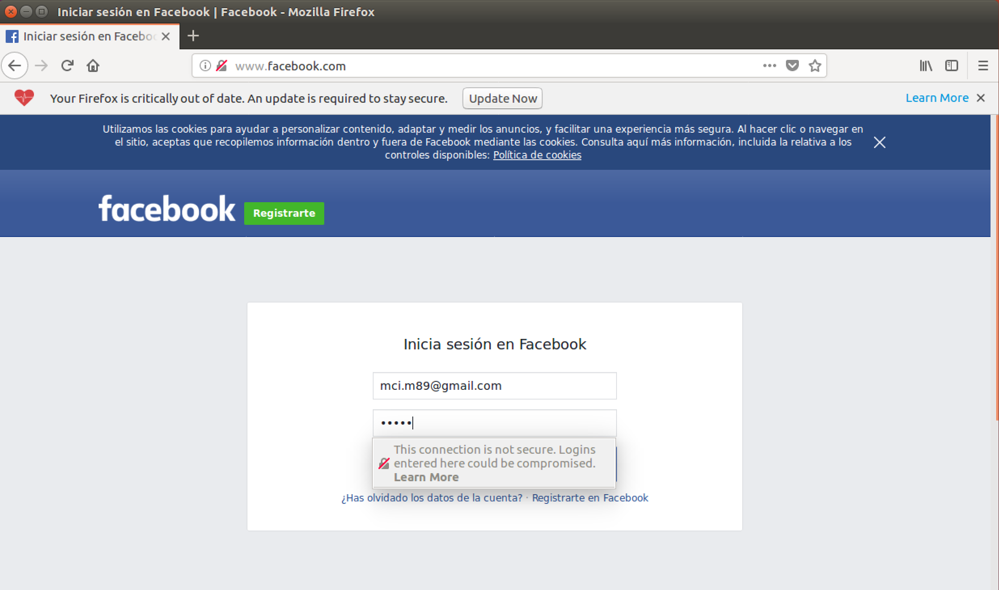 Iniciar sesión en Facebook | Facebook - Mozilla Firefox
Iniciar sesión en Faceboo
www.facebook.com
Your Firefox is critically out of date. An update is required to stay secure. Update Now Learn More
Utilizamos las cookies para ayudar a personalizar contenido, adaptar y medir los anuncios, y facilitar una experiencia más segura. Al hacer clic o navegar en
el sitio, aceptas que recopilemos información dentro y fuera de Facebook mediante las cookies. Consulta aquí más información, incluida la relativa a los
controles disponibles: Política de cookies
facebook Registrarte
Inicia sesión en Facebook
mci.m89@gmail.com
•••••
This connection is not secure. Logins
entered here could be compromised.
Learn More
¿Has olvidado los datos de la cuenta? · Registrarte en Facebook